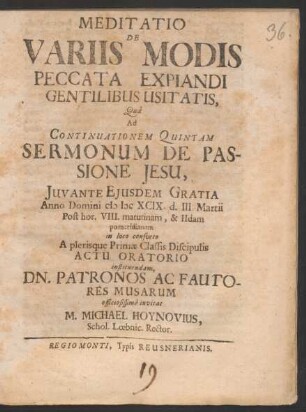 36.
MEDITATIO
DE
VARIIS MODIS
PECCATA EXPIANDI
GENTILIBUS USITATIS,
Quâ
Ad
CONTINUATIONEM QUINTAM
SERMONUM DE PAS-
SIONE JESU,
JUVANTE EJUSDEM GRATIA
Anno Domini cIɔ Iɔc XCIX. d. III. Martii
Post hor. VIII. matutinam, & IIdam
pomeridianam
in loco consueto
A plerisque Primæ Classis Discipulis
ACTU ORATORIO
instituendam,
DN. PATRONOS AC FAUTO-
RES MUSARUM
officiosissimè invitat
M. MICHAEL HOYNOVIUS,
Schol. Lœbnic. Rector.
REGIOMONTI, Typis REUSNERIANIS.
19